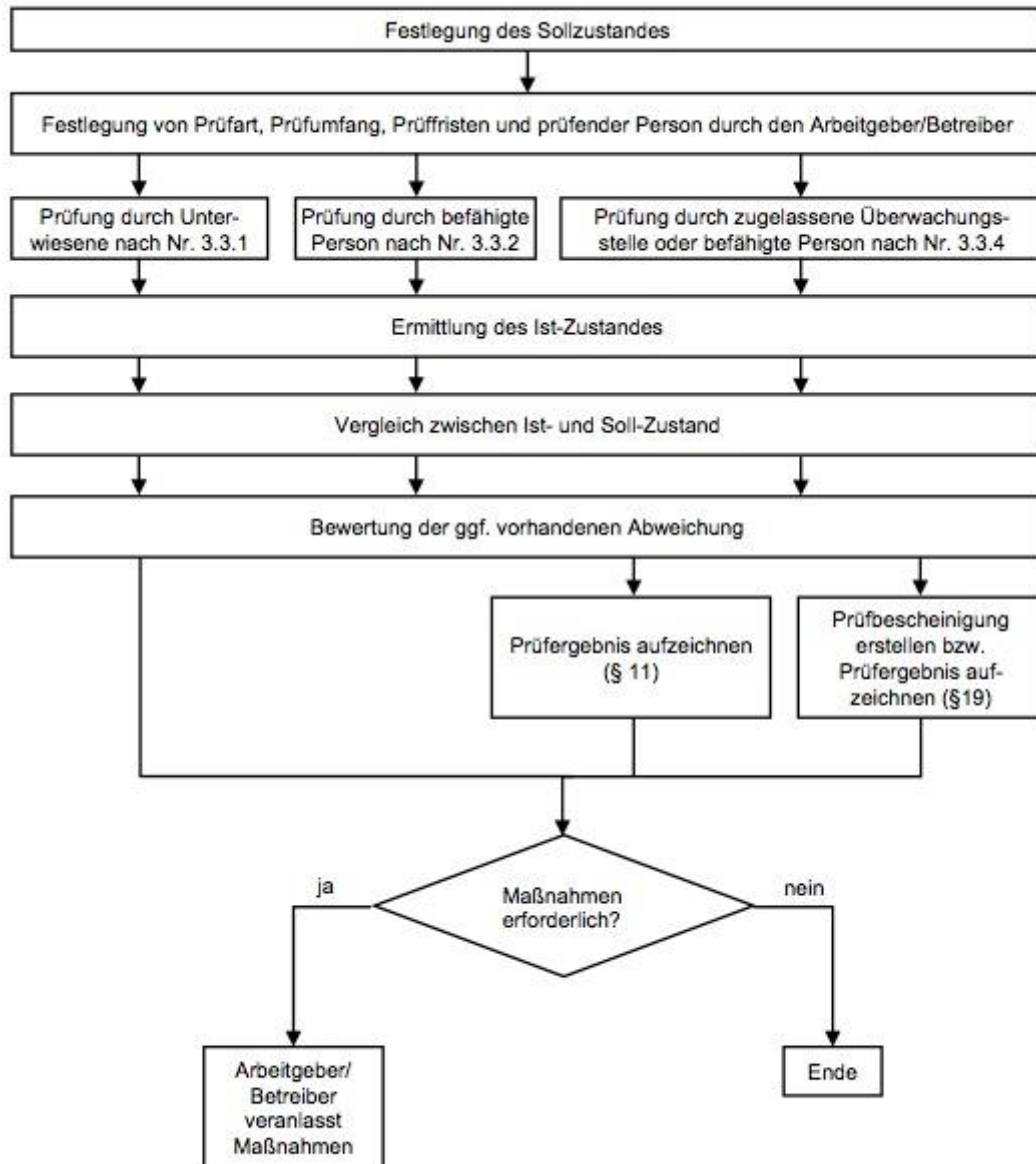 Festlegung des Sollzustandes
Festlegung von Prüfart, Prüfumfang, Prüffristen und prüfender Person durch den Arbeitgeber/Betreiber
Prüfung durch Unter-
wiesene nach Nr. 3.3.1
Prüfung durch befähigte
Person nach Nr. 3.3.2
Prüfung durch zugelassene Überwachungs-
stelle oder befähigte Person nach Nr. 3.3.4
Ermittlung des Ist-Zustandes
Vergleich zwischen Ist- und Soll-Zustand
Bewertung der ggf. vorhandenen Abweichung
Prüfergebnis aufzeichnen
(§ 11)
Prüfbescheinigung
erstellen bzw.
Prüfergebnis auf-
zeichnen (§19)
ja
Maßnahmen
erforderlich?
nein
Arbeitgeber/
Betreiber
veranlasst
Maßnahmen
Ende